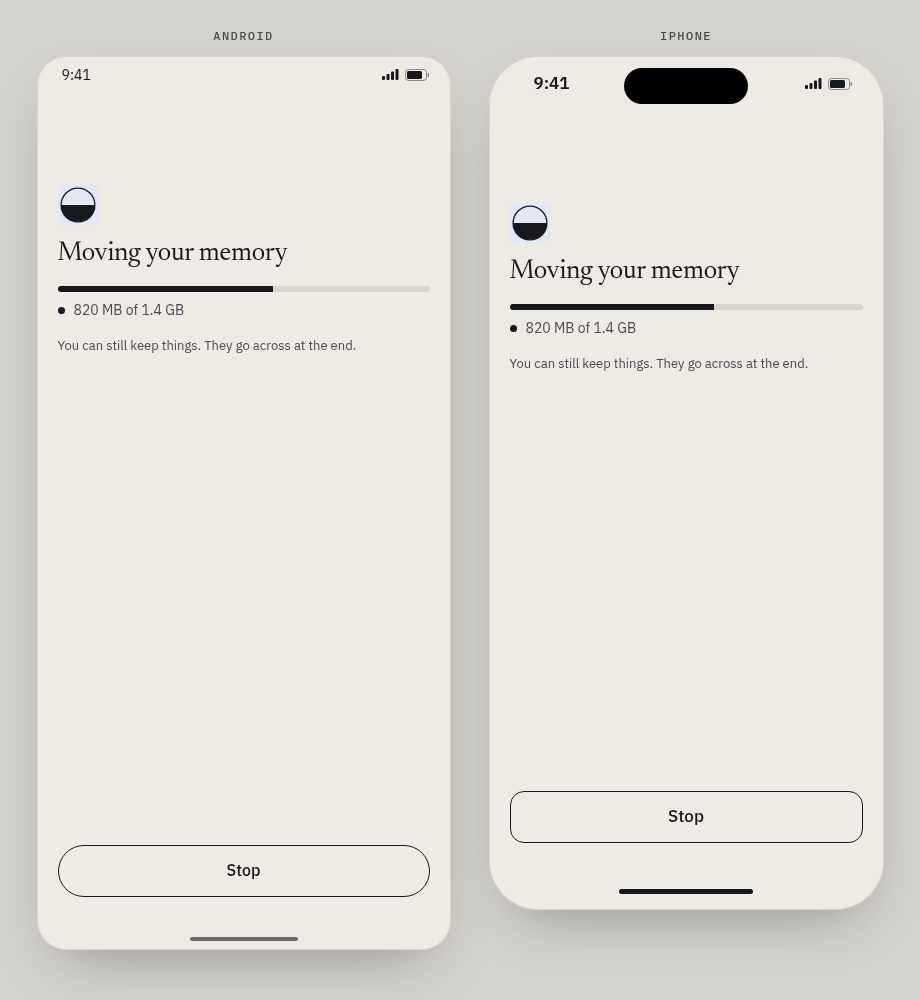 ANDROID
9:41
Moving your memory
820 MB of 1.4 GB
You can still keep things. They go across at the end.
Stop
IPHONE
9:41
Moving your memory
820 MB of 1.4 GB
You can still keep things. They go across at the end.
Stop